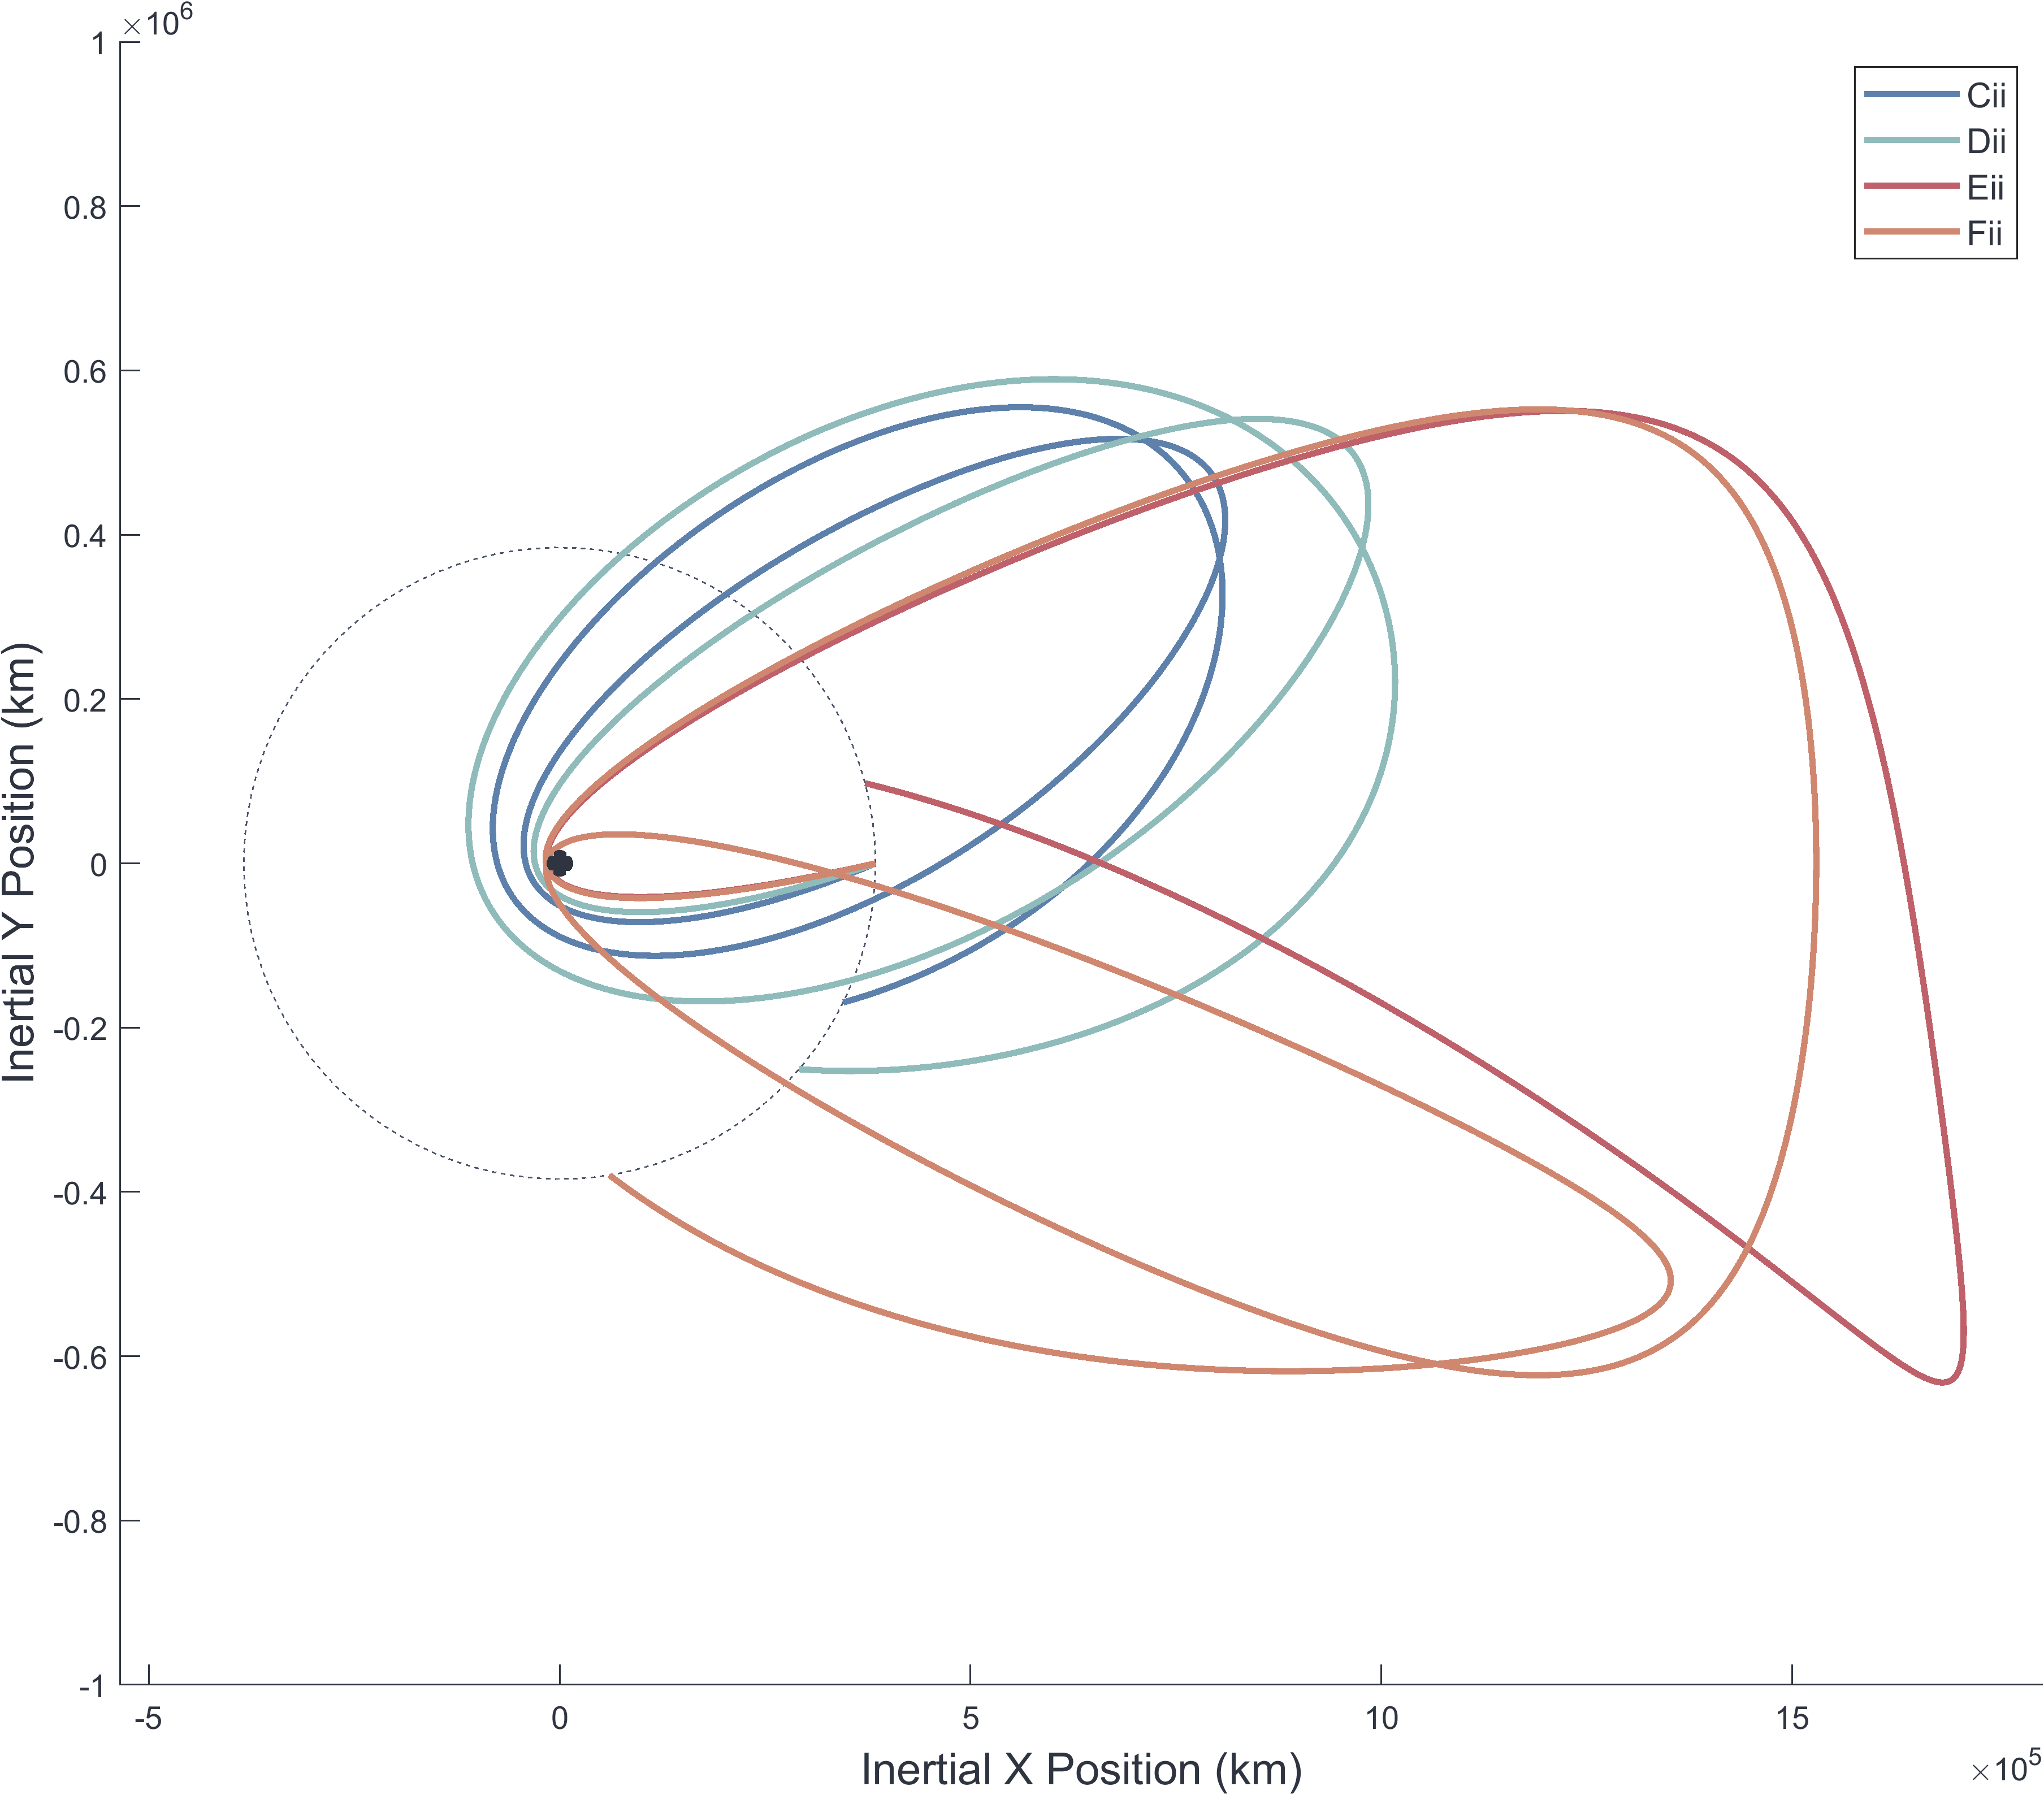 ×10⁶
1
0.8
0.6
0.4
0.2
0
-0.2
-0.4
-0.6
-0.8
-1
Inertial Y Position (km)
Cii
Dii
Eii
Fii
-5 0 5 10 15
Inertial X Position (km)
×10⁵